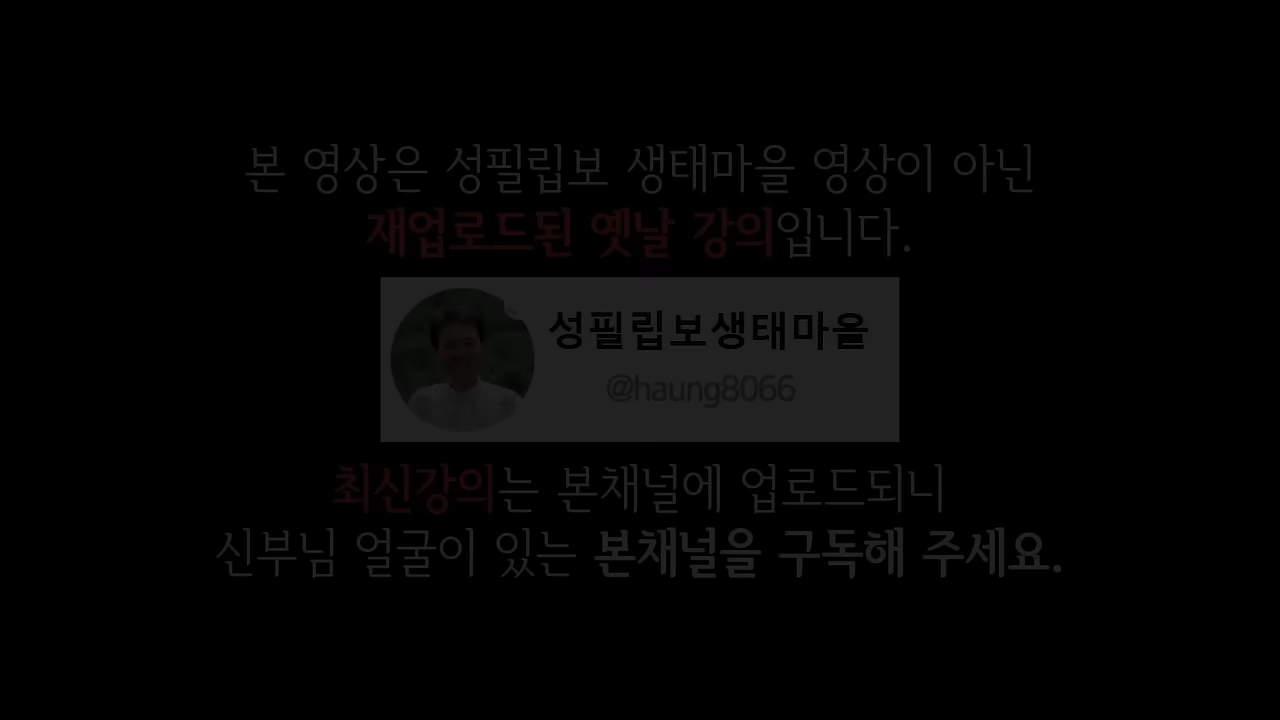 본 영상은 성필립보 생태마을 영상이 아닌
재업로드된 옛날 강의입니다.
성필립보생태마을
@haung8066
최신강의는 본채널에 업로드되니
신부님 얼굴이 있는 본채널을 구독해 주세요.